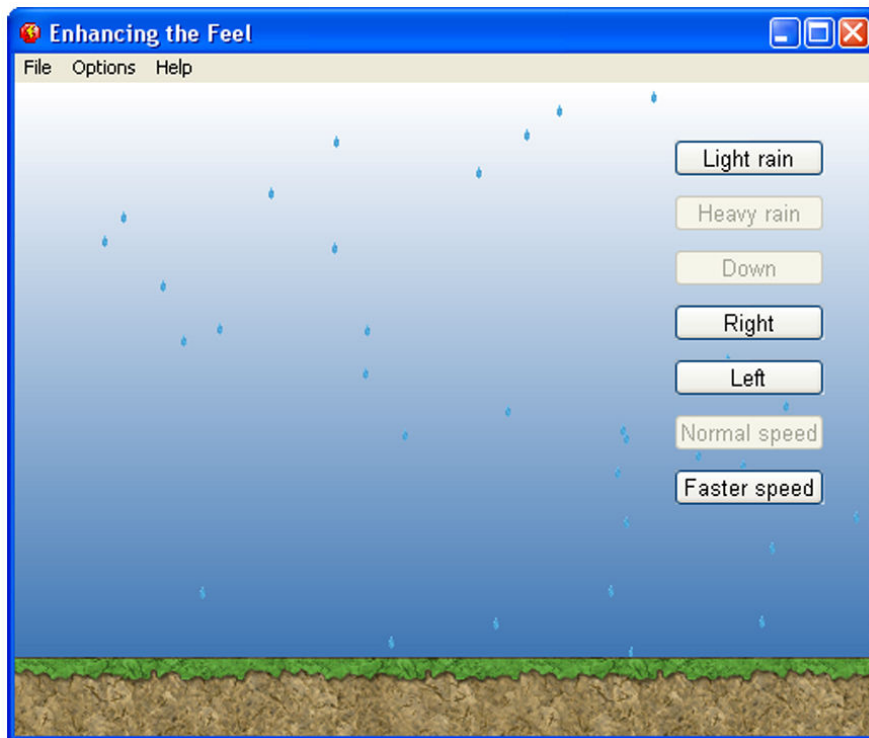 Enhancing the Feel
File Options Help
Light rain
Heavy rain
Down
Right
Left
Normal speed
Faster speed